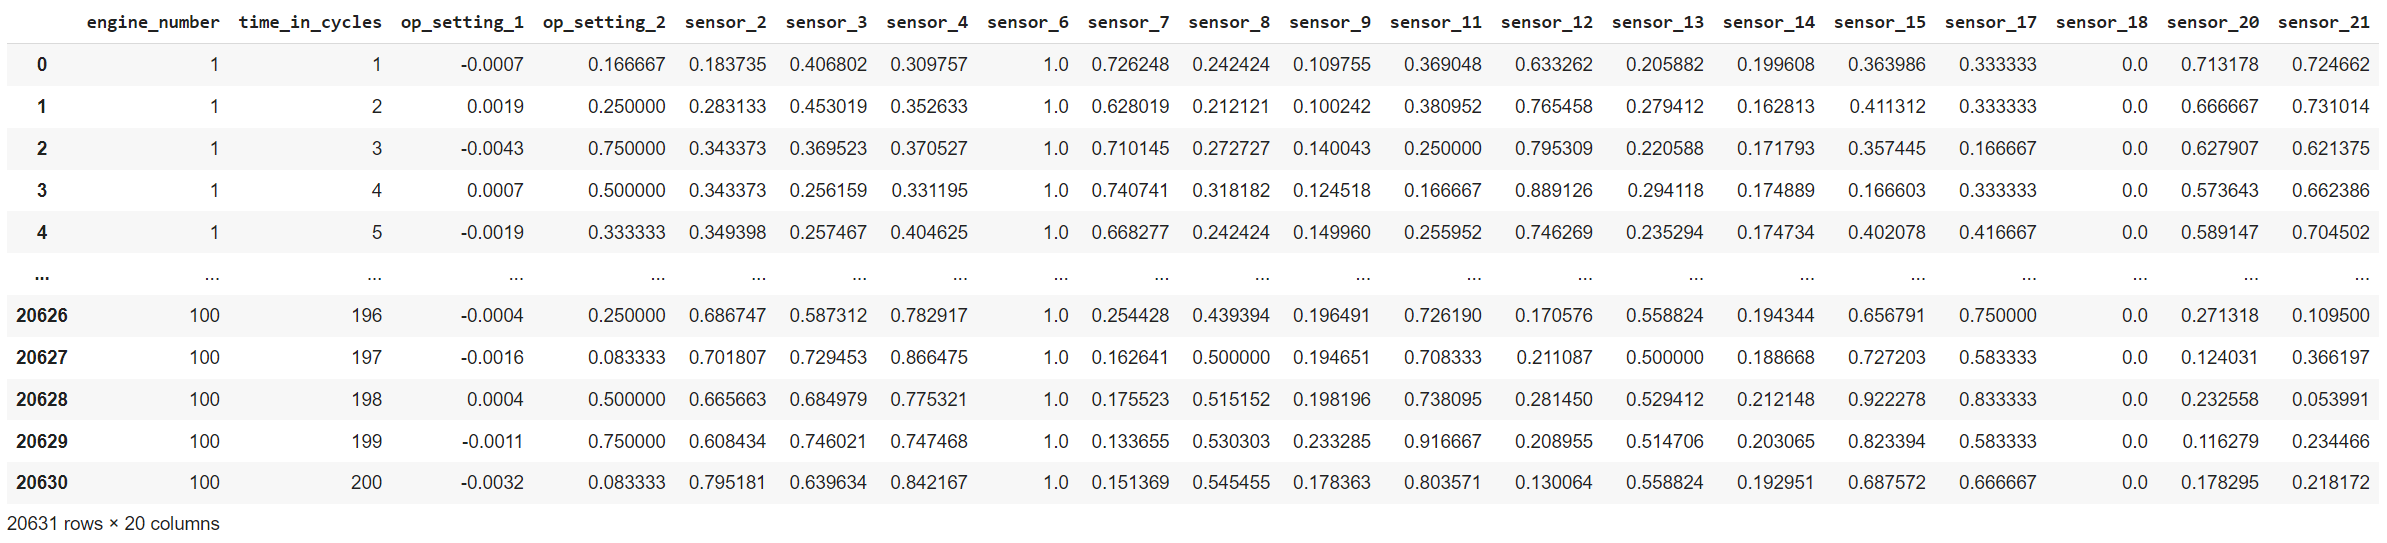 engine_number time_in_cycles op_setting_1 op_setting_2 sensor_2 sensor_3 sensor_4 sensor_6 sensor_7 sensor_8 sensor_9 sensor_11 sensor_12 sensor_13 sensor_14 sensor_15 sensor_17 sensor_18 sensor_20 sensor_21
0 1 1 -0.0007 0.166667 0.183735 0.406802 0.309757 1.0 0.726248 0.242424 0.109755 0.369048 0.633262 0.205882 0.199608 0.363986 0.333333 0.0 0.713178 0.724662
1 1 2 0.0019 0.250000 0.283133 0.453019 0.352633 1.0 0.628019 0.212121 0.100242 0.380952 0.765458 0.279412 0.162813 0.411312 0.333333 0.0 0.666667 0.731014
2 1 3 -0.0043 0.750000 0.343373 0.369523 0.370527 1.0 0.710145 0.272727 0.140043 0.250000 0.795309 0.220588 0.171793 0.357445 0.166667 0.0 0.627907 0.621375
3 1 4 0.0007 0.500000 0.343373 0.256159 0.331195 1.0 0.740741 0.318182 0.124518 0.166667 0.889126 0.294118 0.174889 0.166603 0.333333 0.0 0.573643 0.662386
4 1 5 -0.0019 0.333333 0.349398 0.257467 0.404625 1.0 0.668277 0.242424 0.149960 0.255952 0.746269 0.235294 0.174734 0.402078 0.416667 0.0 0.589147 0.704502
... ... ... ... ... ... ... ... ... ... ... ... ... ... ... ... ... ... ... ... ...
20626 100 196 -0.0004 0.250000 0.686747 0.587312 0.782917 1.0 0.254428 0.439394 0.196491 0.726190 0.170576 0.558824 0.194344 0.656791 0.750000 0.0 0.271318 0.109500
20627 100 197 -0.0016 0.083333 0.701807 0.729453 0.866475 1.0 0.162641 0.500000 0.194651 0.708333 0.211087 0.500000 0.188668 0.727203 0.583333 0.0 0.124031 0.366197
20628 100 198 0.0004 0.500000 0.665663 0.684979 0.775321 1.0 0.175523 0.515152 0.198196 0.738095 0.281450 0.529412 0.212148 0.922278 0.833333 0.0 0.232558 0.053991
20629 100 199 -0.0011 0.750000 0.608434 0.746021 0.747468 1.0 0.133655 0.530303 0.233285 0.916667 0.208955 0.514706 0.203065 0.823394 0.583333 0.0 0.116279 0.234466
20630 100 200 -0.0032 0.083333 0.795181 0.639634 0.842167 1.0 0.151369 0.545455 0.178363 0.803571 0.130064 0.558824 0.192951 0.687572 0.666667 0.0 0.178295 0.218172
20631 rows × 20 columns